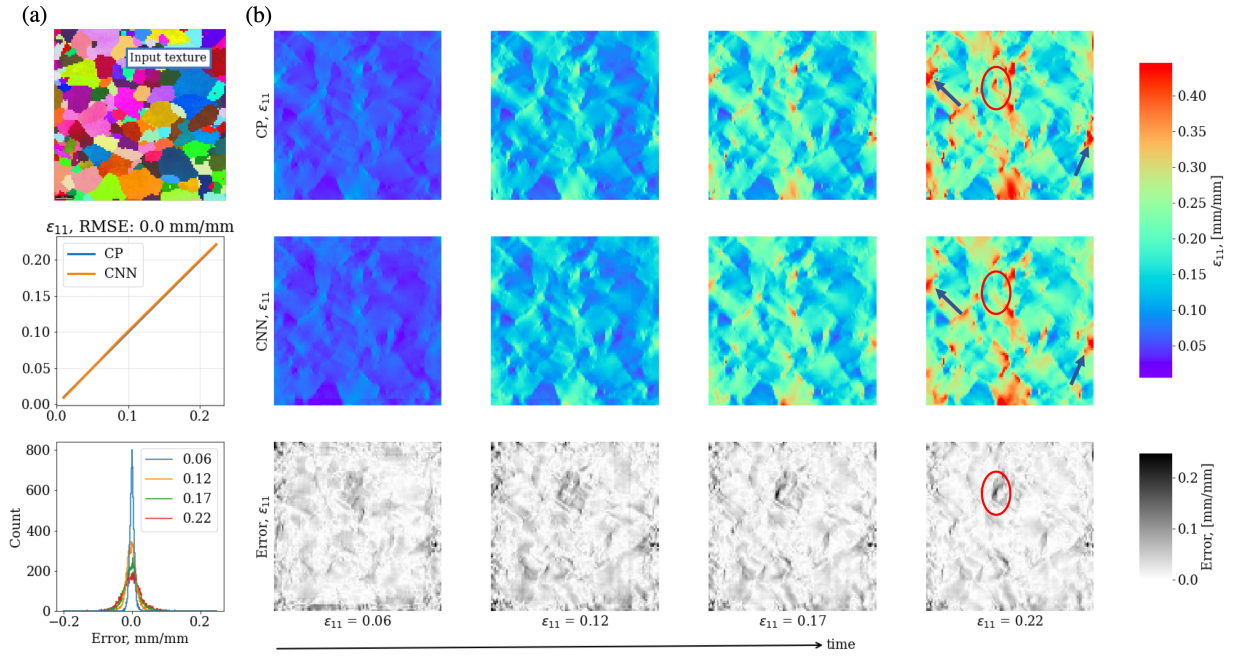 (a)
(b)
Input texture
CP, ε₁₁
0.40
0.35
0.30
0.25
0.20
0.15
0.10
0.05
ε₁₁, [mm/mm]
ε₁₁, RMSE: 0.0 mm/mm
CP
CNN
0.20
0.15
0.10
0.05
0.00
0.0
0.1
0.2
CNN, ε₁₁
800
600
400
200
0
Count
0.06
0.12
0.17
0.22
−0.2
0.0
0.2
Error, mm/mm
Error, ε₁₁
0.2
0.1
0.0
Error, [mm/mm]
ε₁₁ = 0.06
ε₁₁ = 0.12
ε₁₁ = 0.17
ε₁₁ = 0.22
time